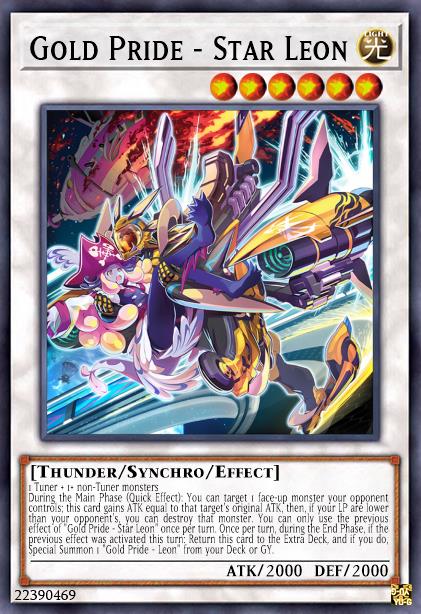 GOLD PRIDE - STAR LEON
LIGHT
光
[THUNDER/SYNCHRO/EFFECT]
1 Tuner + 1+ non-Tuner monsters
During the Main Phase (Quick Effect): You can target 1 face-up monster your opponent
controls; this card gains ATK equal to that target's original ATK, then, if your LP are lower
than your opponent's, you can destroy that monster. You can only use the previous
effect of "Gold Pride - Star Leon" once per turn. Once per turn, during the End Phase, if the
previous effect was activated this turn: Return this card to the Extra Deck, and if you do,
Special Summon 1 "Gold Pride - Leon" from your Deck or GY.
ATK/2000 DEF/2000
22390469